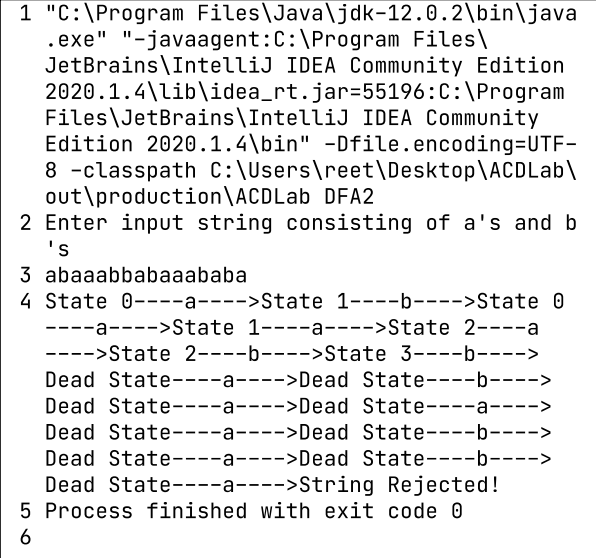 1 "C:\Program Files\Java\jdk-12.0.2\bin\java
.exe" "-javaagent:C:\Program Files\
JetBrains\IntelliJ IDEA Community Edition
2020.1.4\lib\idea_rt.jar=55196:C:\Program
Files\JetBrains\IntelliJ IDEA Community
Edition 2020.1.4\bin" -Dfile.encoding=UTF-
8 -classpath C:\Users\reet\Desktop\ACDLab\
out\production\ACDLab DFA2
2 Enter input string consisting of a's and b
's
3 abaaabbabaaababa
4 State 0----a---->State 1----b---->State 0
----a---->State 1----a---->State 2----a
---->State 2----b---->State 3----b---->
Dead State----a---->Dead State----b---->
Dead State----a---->Dead State----a---->
Dead State----a---->Dead State----b---->
Dead State----a---->Dead State----b---->
Dead State----a---->String Rejected!
5 Process finished with exit code 0
6